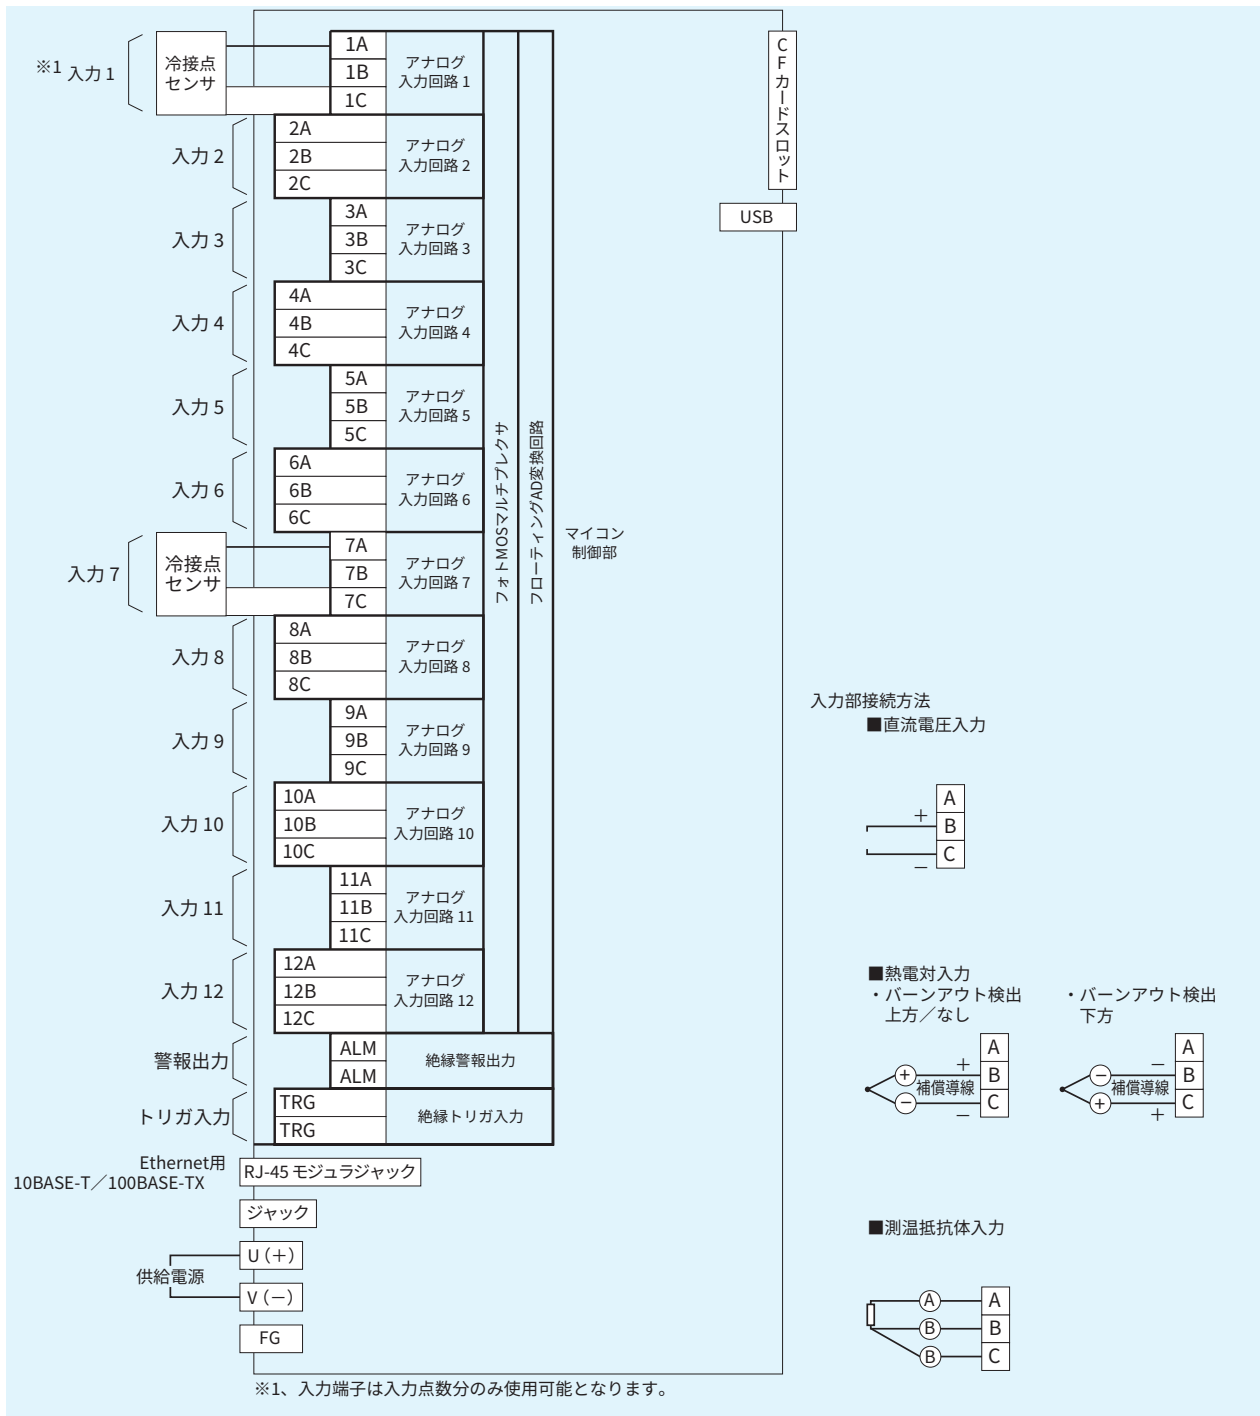 ※1 入力 1
冷接点
センサ
1A
1B
1C
アナログ
入力回路 1
入力 2
2A
2B
2C
アナログ
入力回路 2
入力 3
3A
3B
3C
アナログ
入力回路 3
入力 4
4A
4B
4C
アナログ
入力回路 4
入力 5
5A
5B
5C
アナログ
入力回路 5
入力 6
6A
6B
6C
アナログ
入力回路 6
入力 7
冷接点
センサ
7A
7B
7C
アナログ
入力回路 7
入力 8
8A
8B
8C
アナログ
入力回路 8
入力 9
9A
9B
9C
アナログ
入力回路 9
入力 10
10A
10B
10C
アナログ
入力回路 10
入力 11
11A
11B
11C
アナログ
入力回路 11
入力 12
12A
12B
12C
アナログ
入力回路 12
フォトMOSマルチプレクサ
フローティングAD変換回路
マイコン
制御部
CFカードスロット
USB
警報出力
ALM
ALM
絶縁警報出力
トリガ入力
TRG
TRG
絶縁トリガ入力
Ethernet用
10BASE-T／100BASE-TX
RJ-45 モジュラジャック
ジャック
供給電源
U（＋）
V（－）
FG
※1、入力端子は入力点数分のみ使用可能となります。
入力部接続方法
■直流電圧入力
A
＋ B
－ C
■熱電対入力
・バーンアウト検出
上方／なし
A
＋ ＋ B
補償導線
－ － C
・バーンアウト検出
下方
A
－ － B
補償導線
＋ ＋ C
■測温抵抗体入力
A A
B B
B C